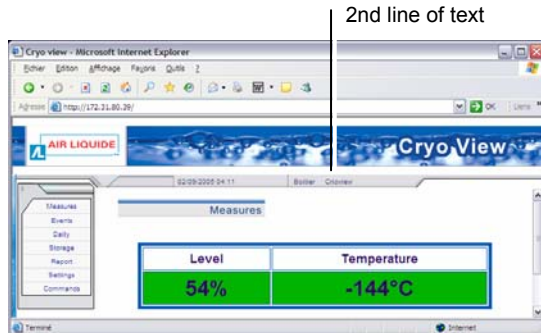 2nd line of text
Cryo view - Microsoft Internet Explorer
Fichier Edition Affichage Favoris Outils ?
Adresse http://172.31.80.39/ OK Liens
AIR LIQUIDE
Cryo View
02/09/2005 04:11 Boitier Cryoview
Measures
Measures
Events
Daily
Storage
Report
Settings
Commands
Level Temperature
54% -144°C
Terminé Internet